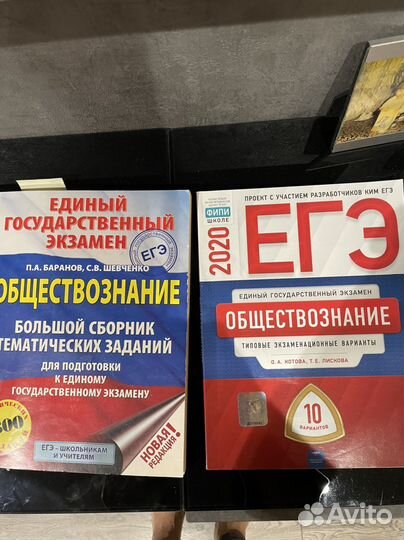 ЕДИНЫЙ
ГОСУДАРСТВЕННЫЙ
ЭКЗАМЕН
ЕГЭ
П.А. БАРАНОВ, С.В. ШЕВЧЕНКО
ОБЩЕСТВОЗНАНИЕ
БОЛЬШОЙ СБОРНИК
ТЕМАТИЧЕСКИХ ЗАДАНИЙ
ДЛЯ ПОДГОТОВКИ
К ЕДИНОМУ
ГОСУДАРСТВЕННОМУ ЭКЗАМЕНУ
ЕГЭ - ШКОЛЬНИКАМ
И УЧИТЕЛЯМ
НОВАЯ
РЕДАКЦИЯ!
ФИПИ
ШКОЛЕ
ПРОЕКТ С УЧАСТИЕМ РАЗРАБОТЧИКОВ КИМ ЕГЭ
2020
ЕГЭ
ЕДИНЫЙ ГОСУДАРСТВЕННЫЙ ЭКЗАМЕН
ОБЩЕСТВОЗНАНИЕ
ТИПОВЫЕ ЭКЗАМЕНАЦИОННЫЕ ВАРИАНТЫ
О.А. КОТОВА, Т.Е. ЛИСКОВА
10
ВАРИАНТОВ
Avito